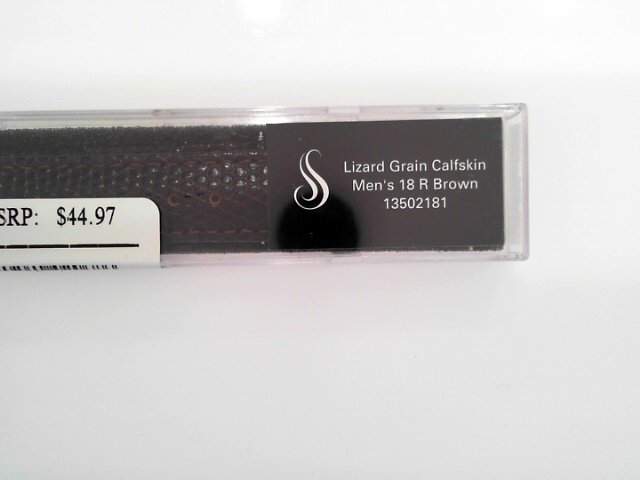 Lizard Grain Calfskin
Men's 18 R Brown
13502181
SRP: $44.97